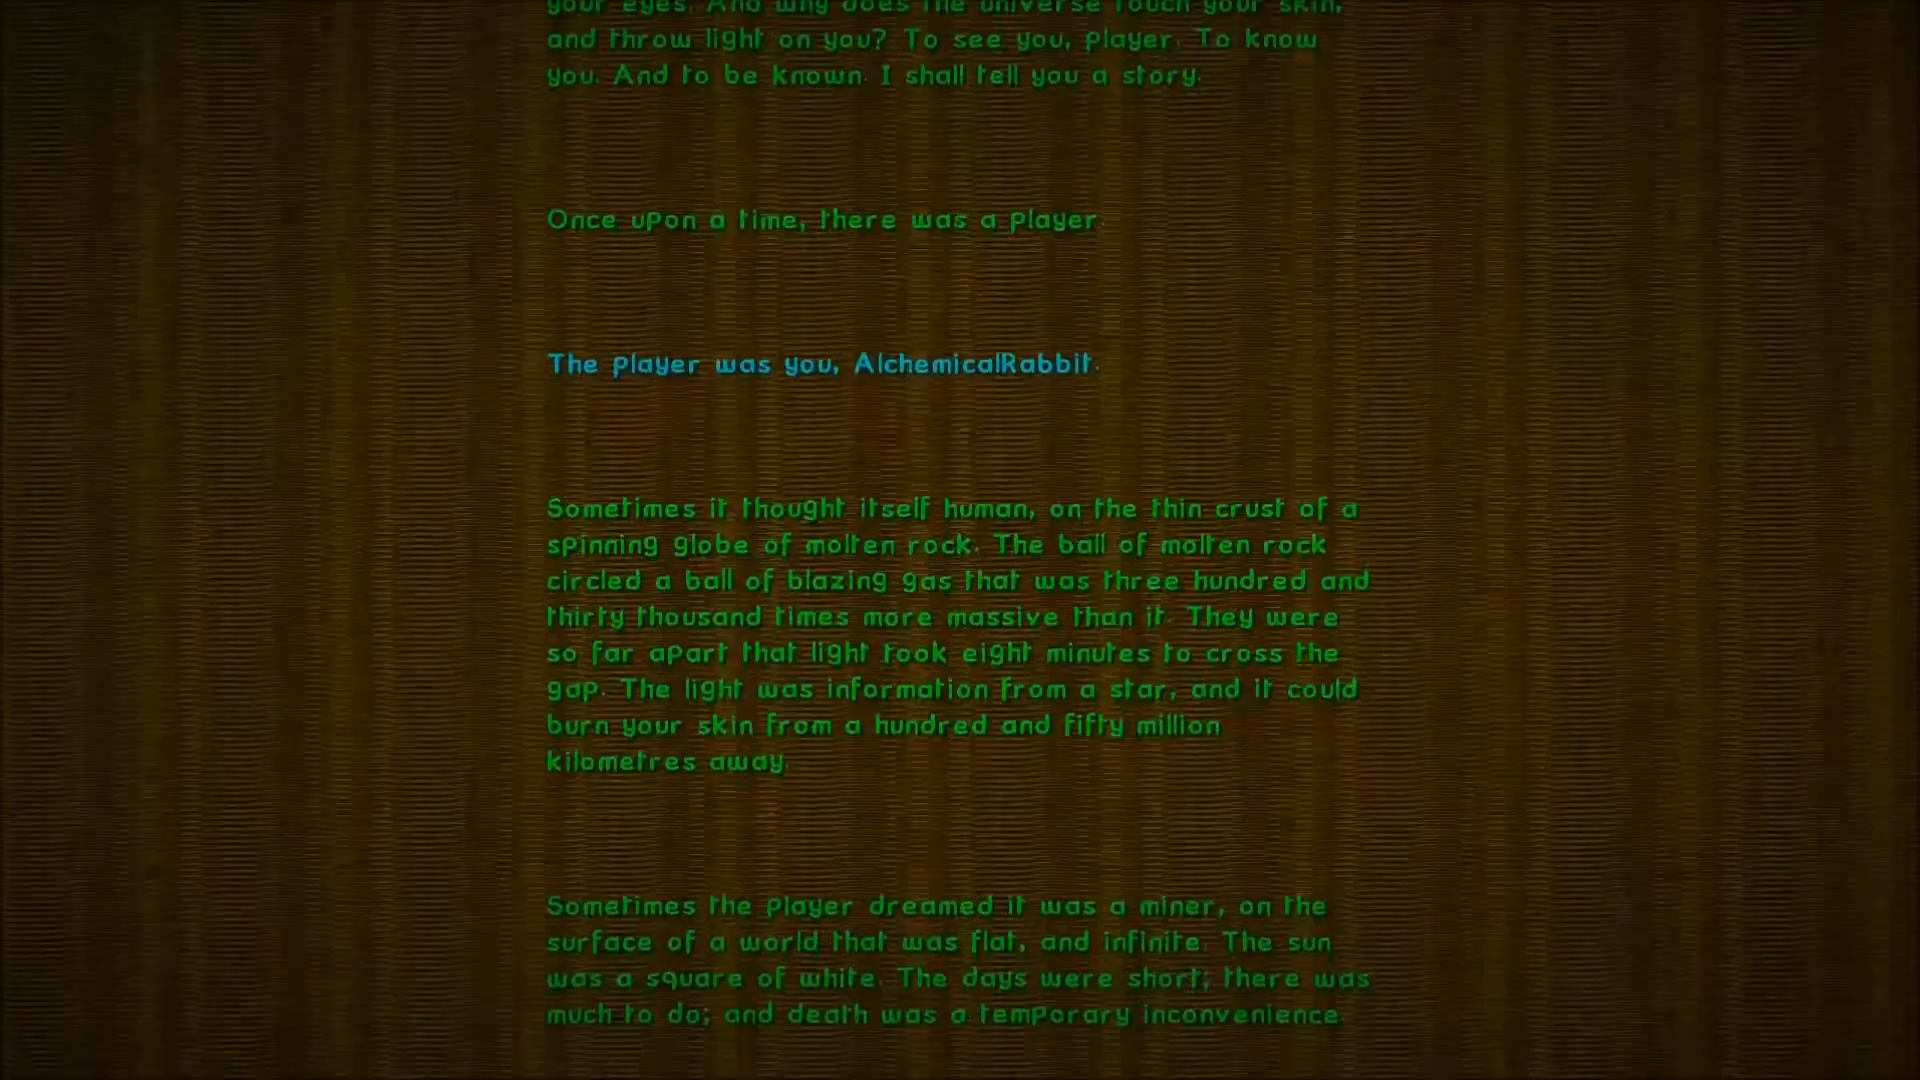 your eyes. And why does the universe touch your skin,
and throw light on you? To see you, player. To know
you. And to be known. I shall tell you a story.
Once upon a time, there was a player.
The player was you, AlchemicalRabbit.
Sometimes it thought itself human, on the thin crust of a
spinning globe of molten rock. The ball of molten rock
circled a ball of blazing gas that was three hundred and
thirty thousand times more massive than it. They were
so far apart that light took eight minutes to cross the
gap. The light was information from a star, and it could
burn your skin from a hundred and fifty million
kilometres away.
Sometimes the player dreamed it was a miner, on the
surface of a world that was flat, and infinite. The sun
was a square of white. The days were short; there was
much to do; and death was a temporary inconvenience.